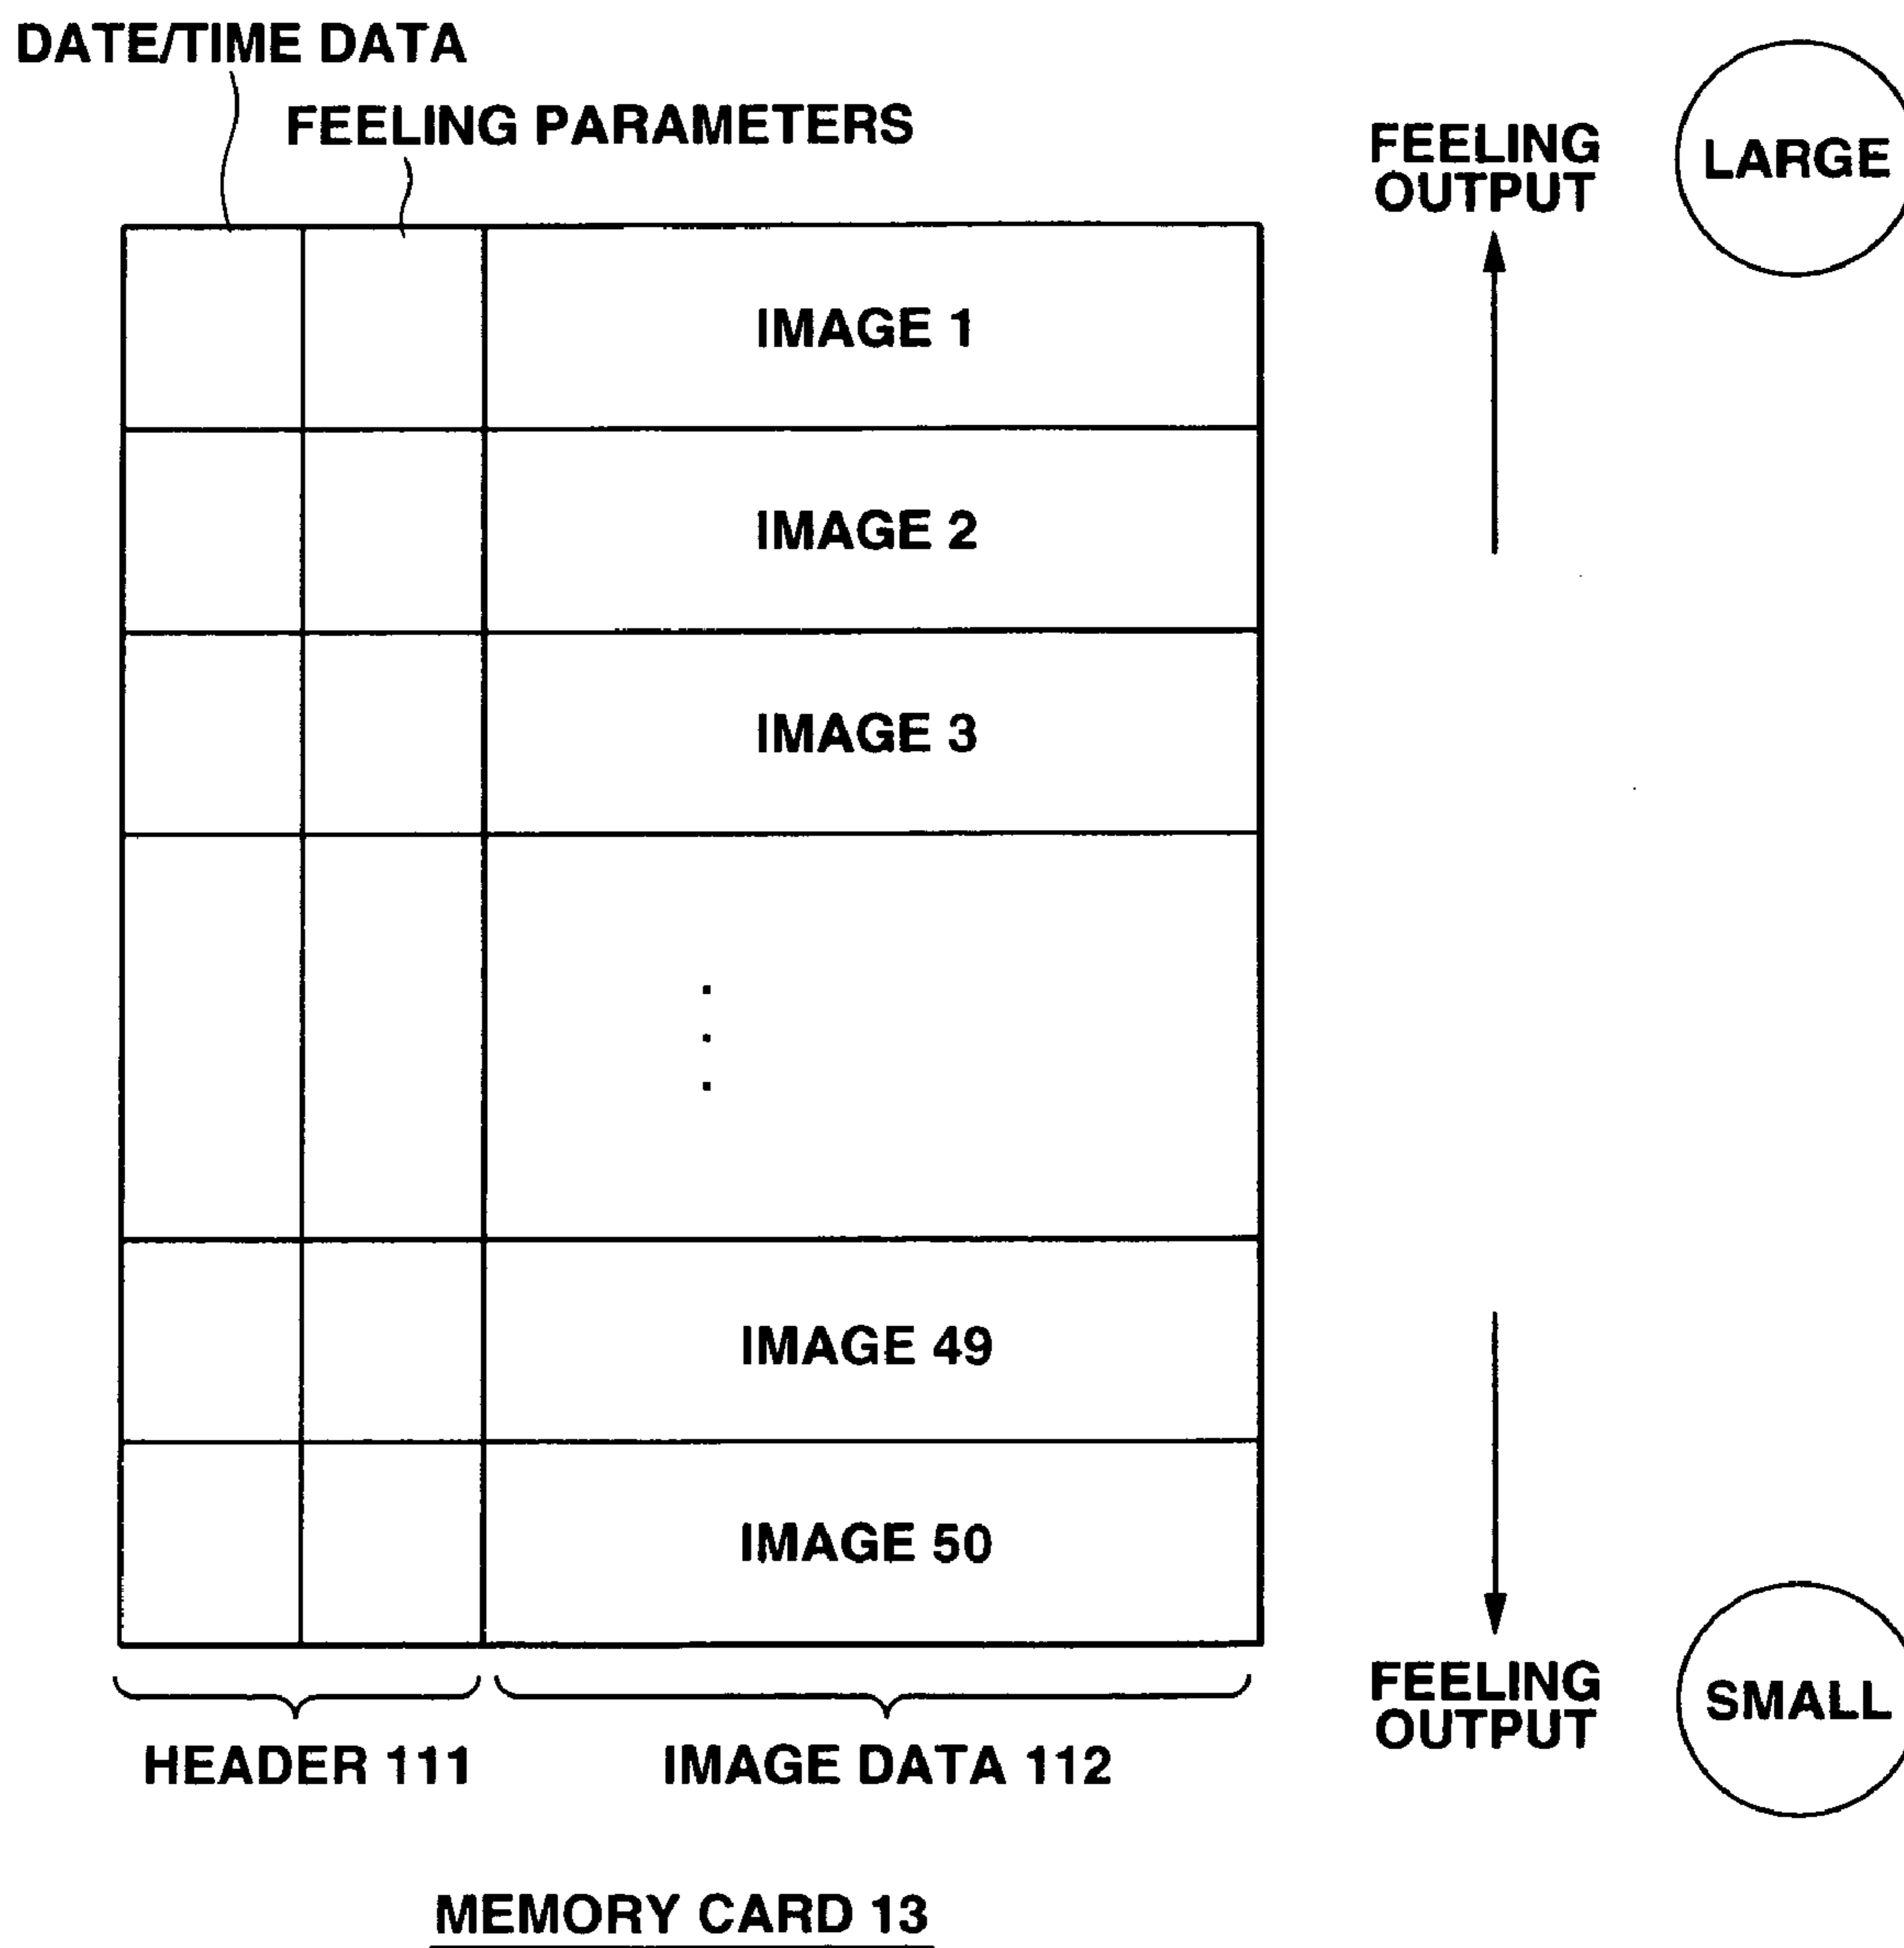 DATE/TIME DATA
FEELING PARAMETERS
FEELING
OUTPUT
LARGE
IMAGE 1
IMAGE 2
IMAGE 3
IMAGE 49
IMAGE 50
FEELING
OUTPUT
SMALL
HEADER 111
IMAGE DATA 112
MEMORY CARD 13